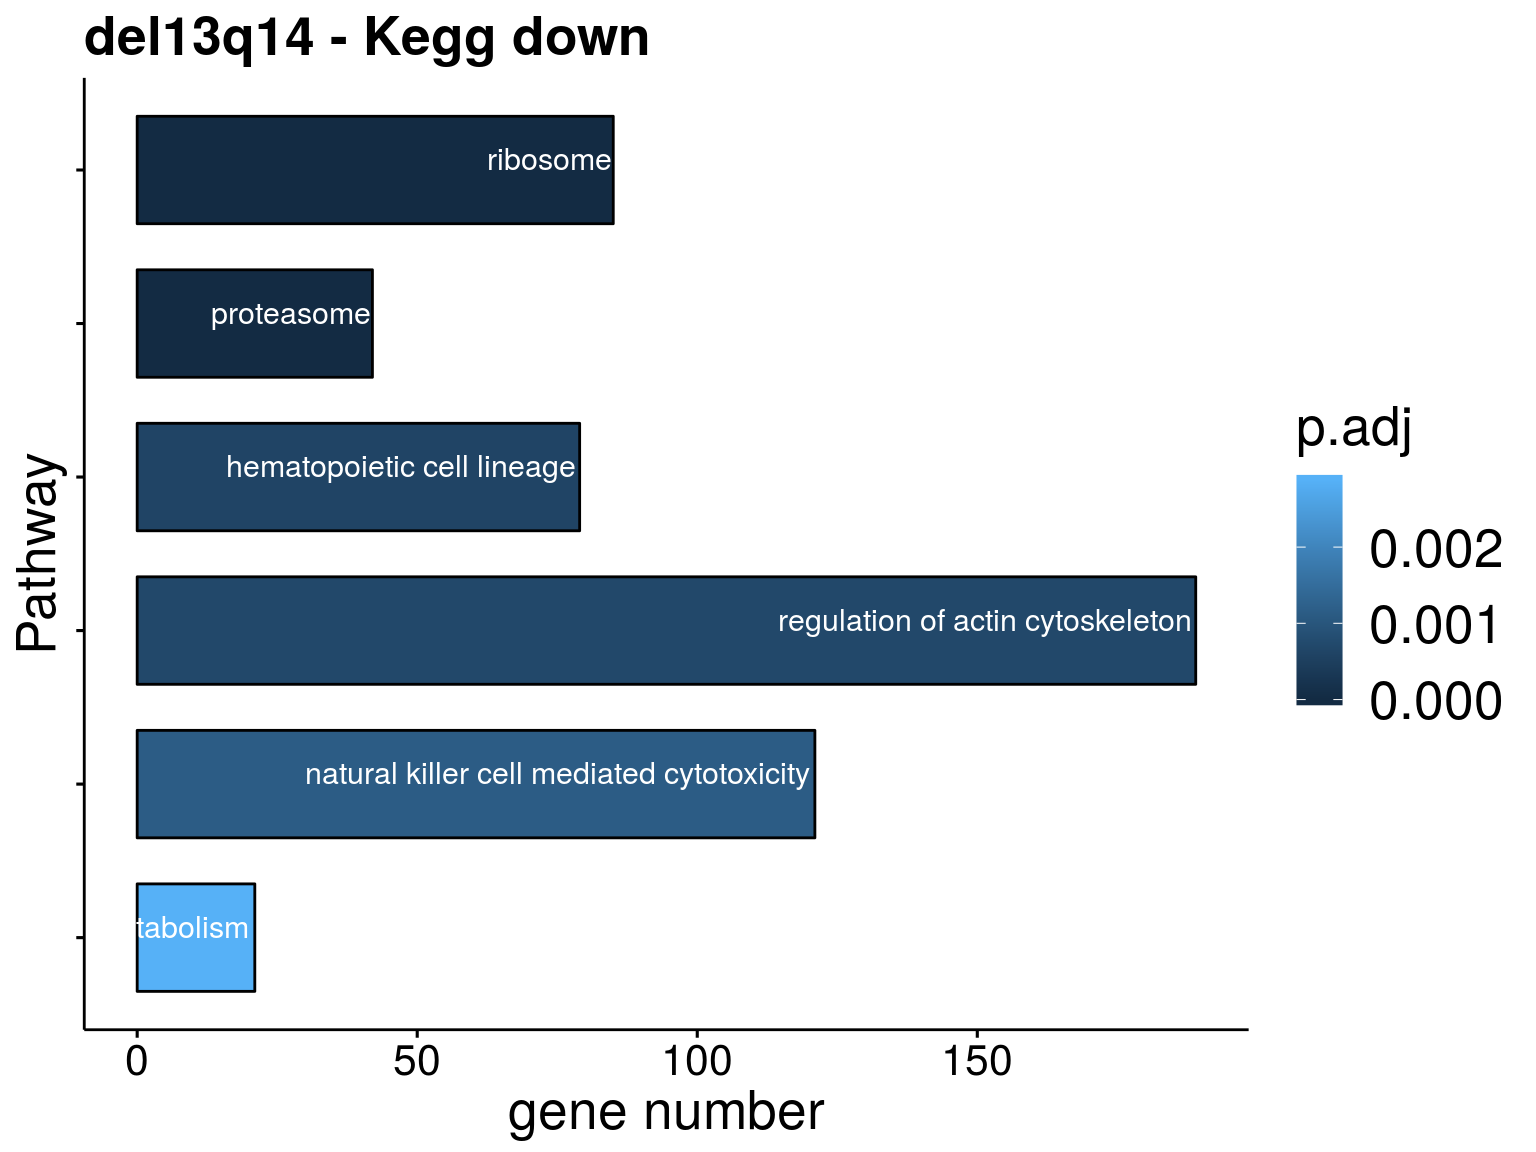 del13q14 - Kegg down
ribosome
proteasome
hematopoietic cell lineage
regulation of actin cytoskeleton
natural killer cell mediated cytotoxicity
tabolism
Pathway
0
50
100
150
gene number
p.adj
0.002
0.001
0.000